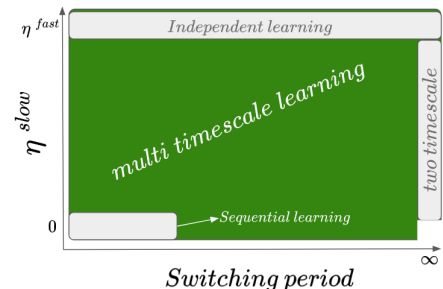 η fast
Independent learning
η slow
multi timescale learning
two timescale
0
Sequential learning
∞
Switching period